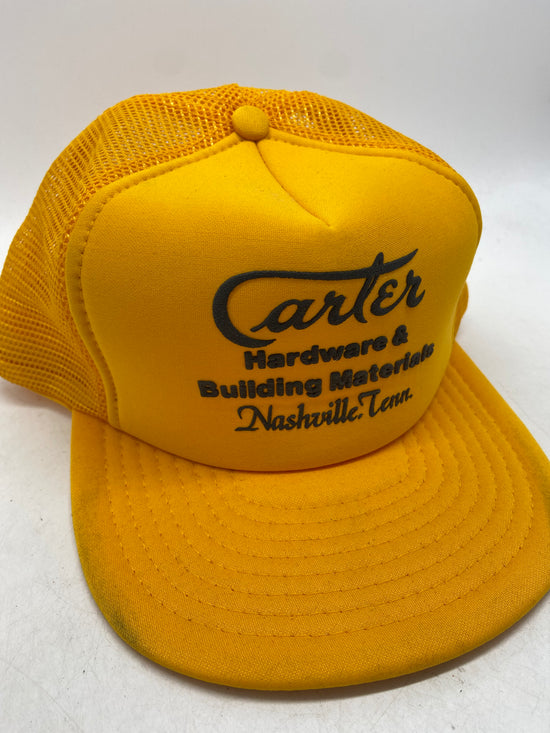 Carter
Hardware &
Building Materials
Nashville, Tenn.